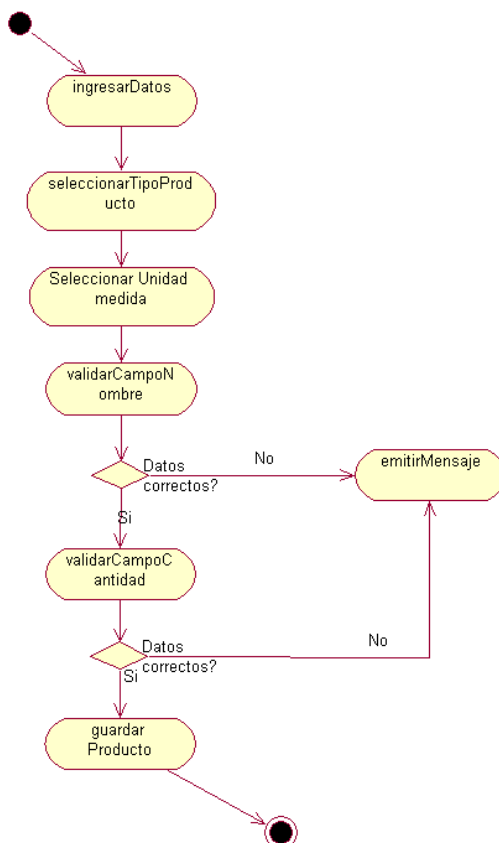 ingresarDatos
seleccionarTipoProd
ucto
Seleccionar Unidad
medida
validarCampoN
ombre
Datos
correctos?
No
emitirMensaje
Si
validarCampoC
antidad
Datos
correctos?
No
Si
guardar
Producto